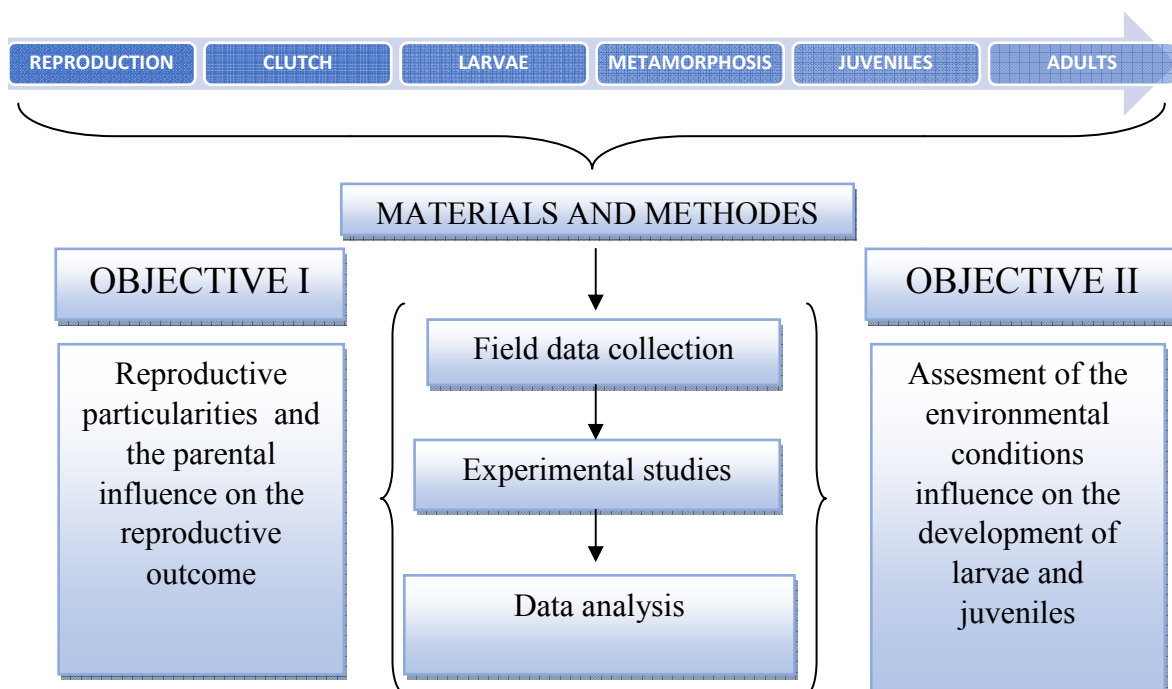 REPRODUCTION CLUTCH LARVAE METAMORPHOSIS JUVENILES ADULTS
MATERIALS AND METHODES
OBJECTIVE I
Reproductive
particularities and
the parental
influence on the
reproductive
outcome
Field data collection
Experimental studies
Data analysis
OBJECTIVE II
Assesment of the
environmental
conditions
influence on the
development of
larvae and
juveniles